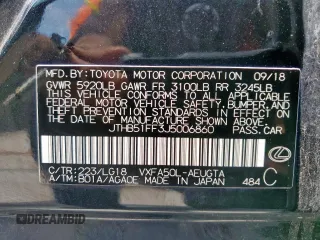 MFD.BY: TOYOTA MOTOR CORPORATION 09/18
GVWR 5920LB GAWR FR 3100LB RR 3245LB
THIS VEHICLE CONFORMS TO ALL APPLICABLE
FEDERAL MOTOR VEHICLE SAFETY, BUMPER, AND
THEFT PREVENTION STANDARDS IN EFFECT ON
THE DATE OF MANUFACTURE SHOWN ABOVE.
JTHB51FF3J5006860 PASS.CAR
C/TR: 223/LG18 VXFA50L-AEUGTA
A/TM: B01A/AGACE MADE IN JAPAN 484 C
DREAMBID